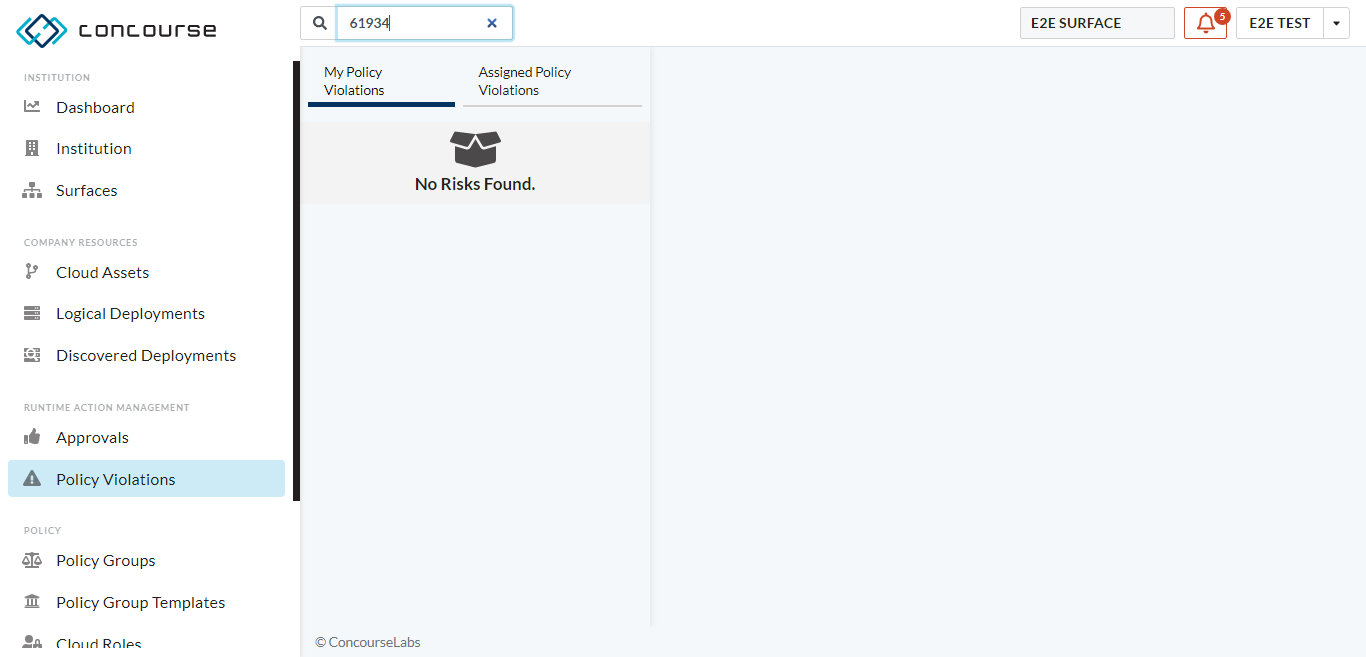 concourse
61934
E2E SURFACE
5
E2E TEST
INSTITUTION
Dashboard
Institution
Surfaces
COMPANY RESOURCES
Cloud Assets
Logical Deployments
Discovered Deployments
RUNTIME ACTION MANAGEMENT
Approvals
Policy Violations
POLICY
Policy Groups
Policy Group Templates
Cloud Roles
My Policy
Violations
Assigned Policy
Violations
No Risks Found.
© ConcourseLabs